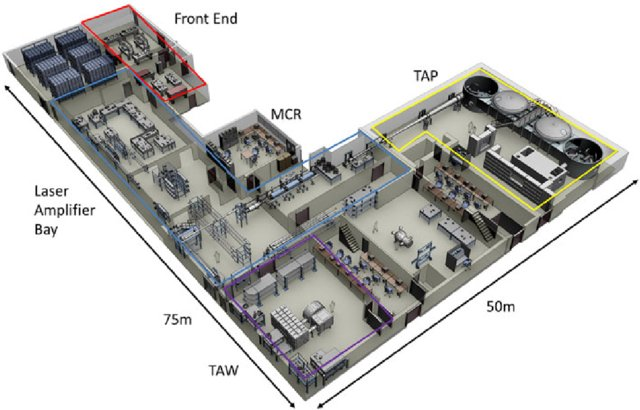 Front End
TAP
MCR
Laser
Amplifier
Bay
75m
50m
TAW